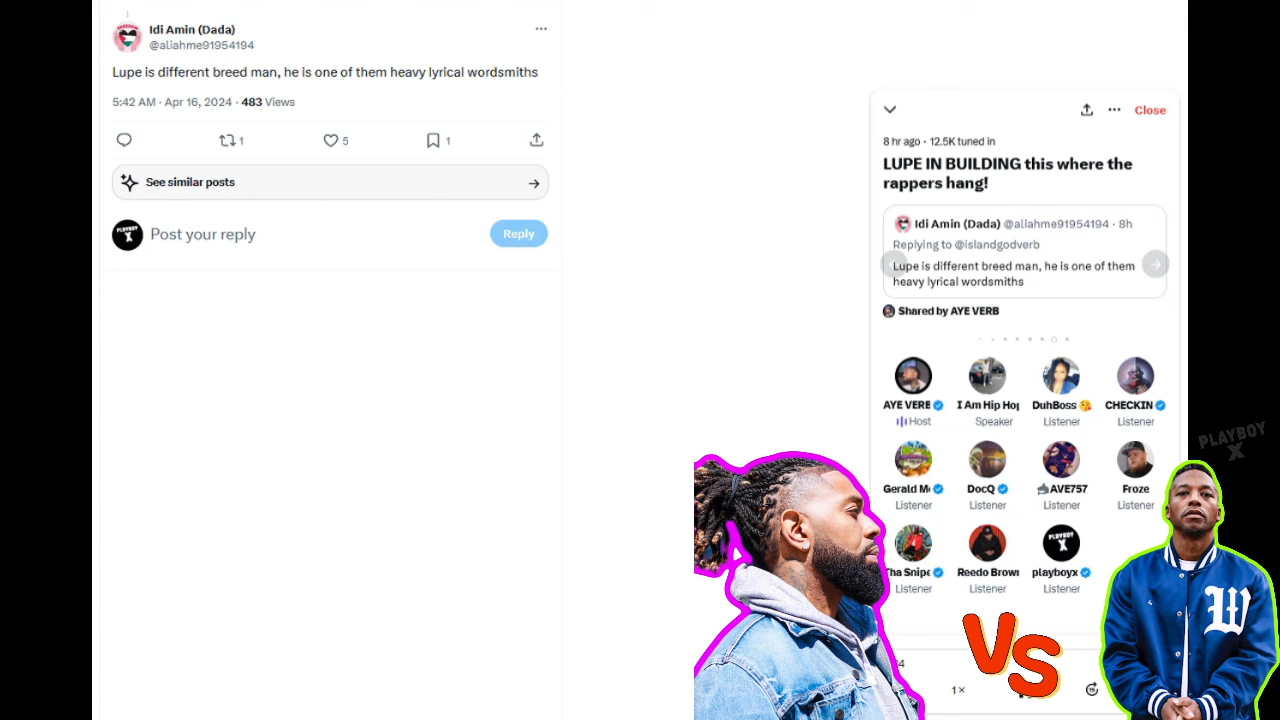 Idi Amin (Dada)
@aliahme91954194
Lupe is different breed man, he is one of them heavy lyrical wordsmiths
5:42 AM · Apr 16, 2024 · 483 Views
1
5
1
See similar posts
PLAYBOY X
Post your reply
Reply
Close
8 hr ago · 12.5K tuned in
LUPE IN BUILDING this where the
rappers hang!
Idi Amin (Dada) @aliahme91954194 · 8h
Replying to @islandgodverb
Lupe is different breed man, he is one of them
heavy lyrical wordsmiths
Shared by AYE VERB
AYE VERB
I Am Hip Hop
DuhBoss
CHECKIN
Host
Speaker
Listener
Listener
Gerald M
DocQ
AVE757
Froze
Listener
Listener
Listener
Listener
PLAYBOY X
Tha Snipe
Reedo Brown
playboyx
Listener
Listener
Listener
1×
VS
W
PLAYBOY
X